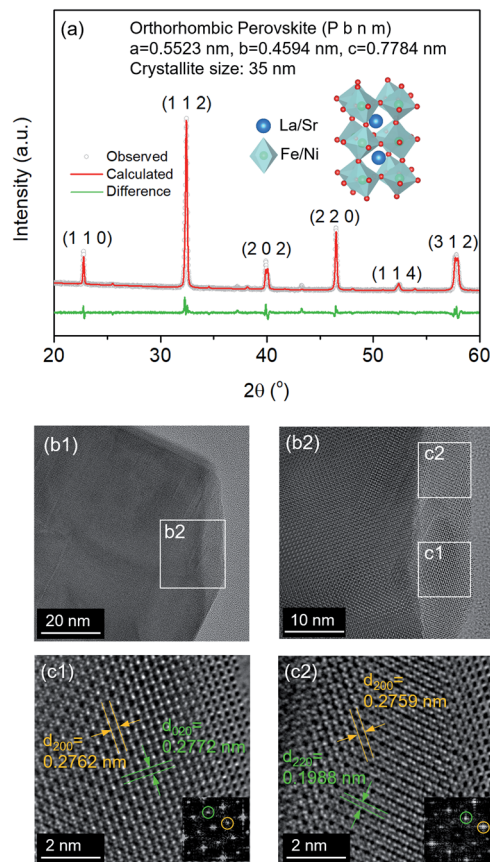 (a)
Orthorhombic Perovskite (P b n m)
a=0.5523 nm, b=0.4594 nm, c=0.7784 nm
Crystallite size: 35 nm
(1 1 2)
La/Sr
Fe/Ni
Observed
Calculated
Difference
(1 1 0)
(2 0 2)
(2 2 0)
(1 1 4)
(3 1 2)
Intensity (a.u.)
20 30 40 50 60
2θ (°)
(b1)
b2
20 nm
(b2)
c2
c1
10 nm
(c1)
d200=
0.2762 nm
d020=
0.2772 nm
2 nm
(c2)
d200=
0.2759 nm
d220=
0.1988 nm
2 nm